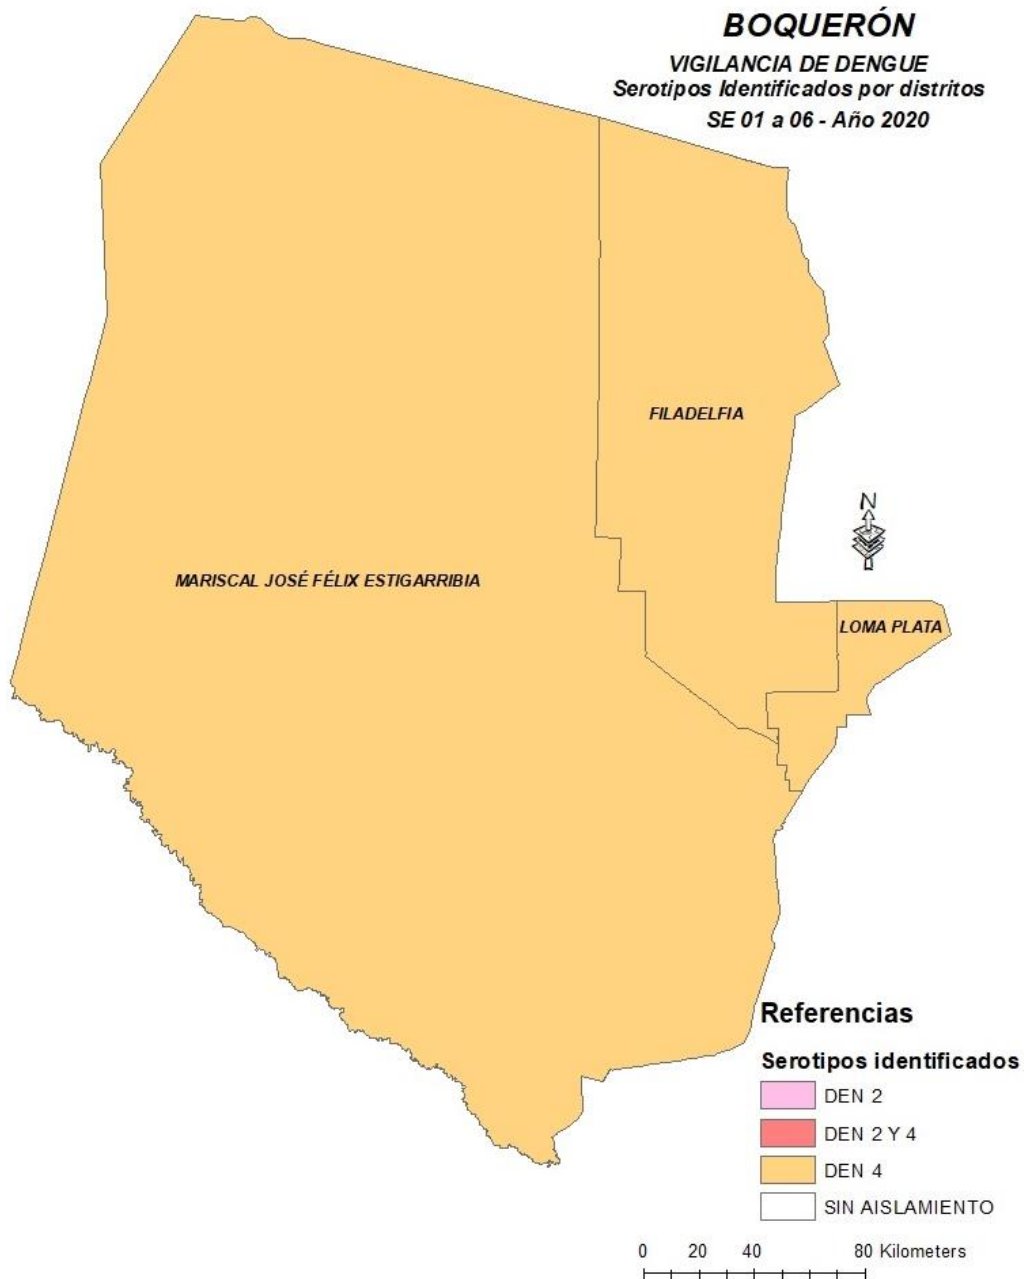 BOQUERÓN
VIGILANCIA DE DENGUE
Serotipos Identificados por distritos
SE 01 a 06 - Año 2020
FILADELFIA
N
MARISCAL JOSÉ FÉLIX ESTIGARRIBIA
LOMA PLATA
Referencias
Serotipos identificados
DEN 2
DEN 2 Y 4
DEN 4
SIN AISLAMIENTO
0 20 40 80 Kilometers